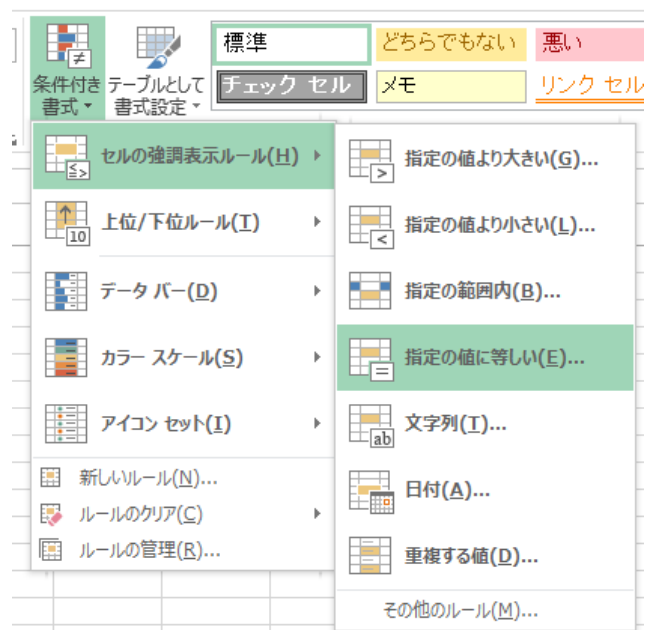 標準
どちらでもない
悪い
条件付き
書式
テーブルとして
書式設定
チェック セル
メモ
リンク セル
セルの強調表示ルール(H)
上位/下位ルール(T)
データ バー(D)
カラー スケール(S)
アイコン セット(I)
新しいルール(N)...
ルールのクリア(C)
ルールの管理(R)...
指定の値より大きい(G)...
指定の値より小さい(L)...
指定の範囲内(B)...
指定の値に等しい(E)...
文字列(T)...
日付(A)...
重複する値(D)...
その他のルール(M)...